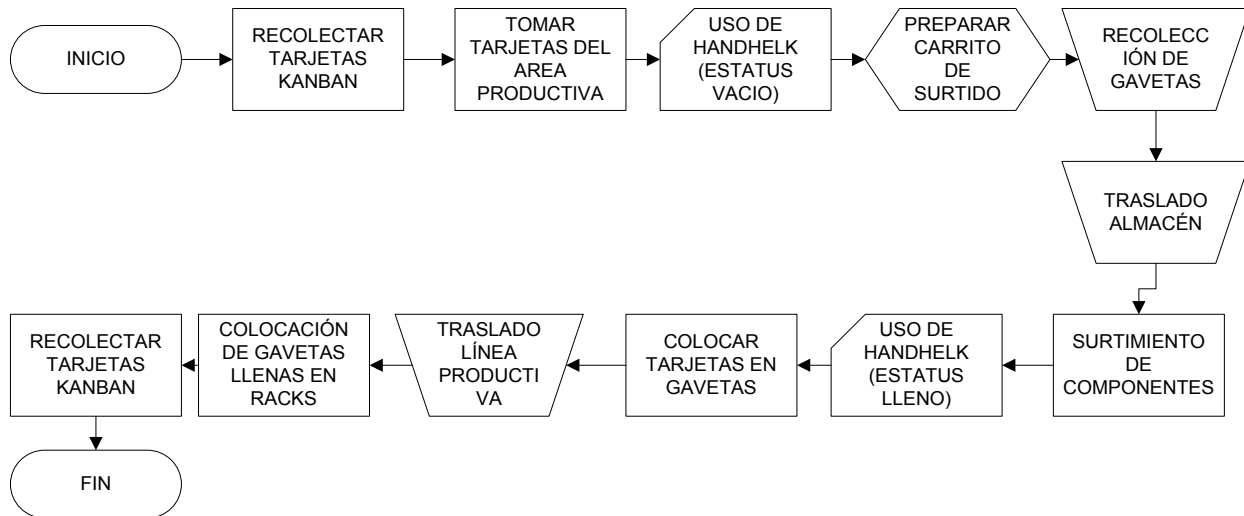 INICIO
RECOLECTAR
TARJETAS
KANBAN
TOMAR
TARJETAS DEL
AREA
PRODUCTIVA
USO DE
HANDHELK
(ESTATUS
VACIO)
PREPARAR
CARRITO
DE
SURTIDO
RECOLECC
IÓN DE
GAVETAS
TRASLADO
ALMACÉN
SURTIMIENTO
DE
COMPONENTES
USO DE
HANDHELK
(ESTATUS
LLENO)
COLOCAR
TARJETAS EN
GAVETAS
TRASLADO
LÍNEA
PRODUCTI
VA
COLOCACIÓN
DE GAVETAS
LLENAS EN
RACKS
RECOLECTAR
TARJETAS
KANBAN
FIN